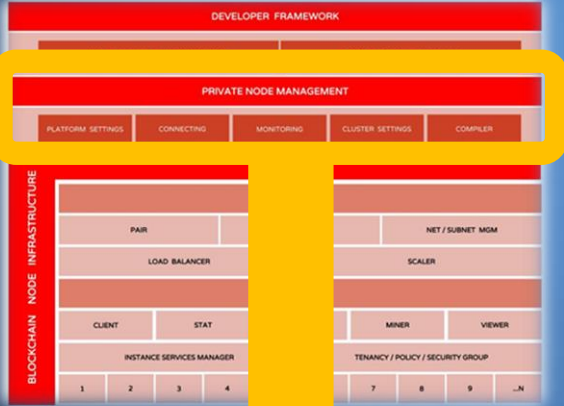 DEVELOPER FRAMEWORK
PRIVATE NODE MANAGEMENT
PLATFORM SETTINGS CONNECTING MONITORING CLUSTER SETTINGS COMPILER
BLOCKCHAIN NODE INFRASTRUCTURE
PAIR NET / SUBNET MGM
LOAD BALANCER SCALER
CLIENT STAT MINER VIEWER
INSTANCE SERVICES MANAGER TENANCY / POLICY / SECURITY GROUP
1 2 3 4 7 8 9 ...N